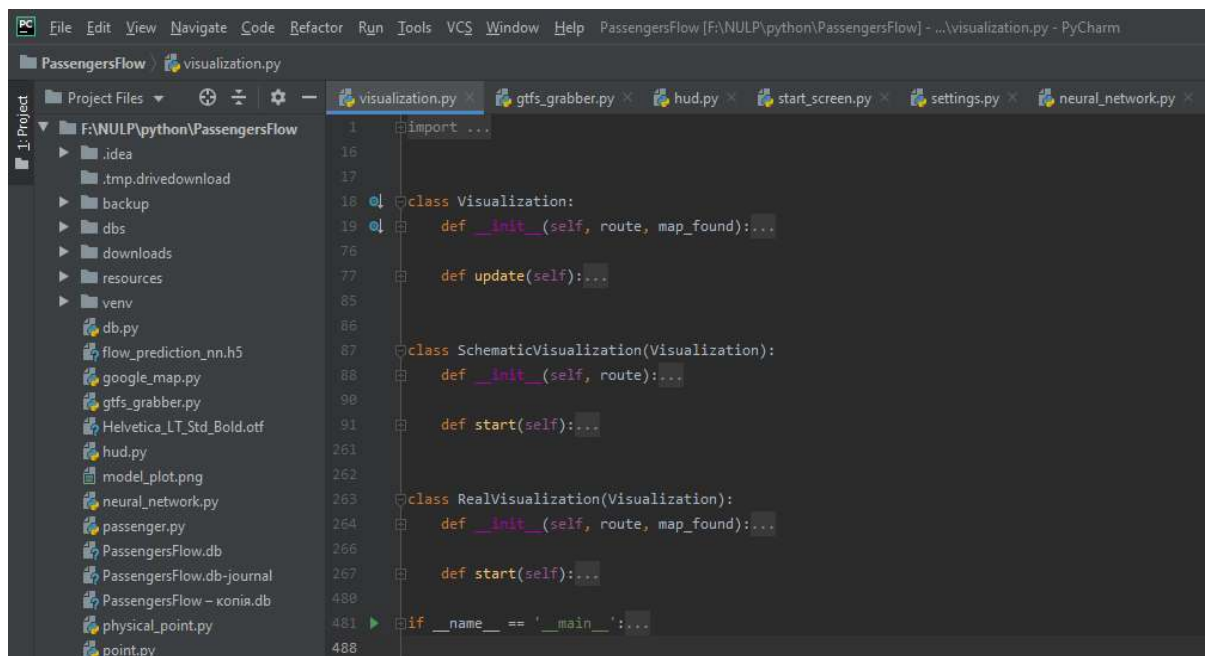 PC File Edit View Navigate Code Refactor Run Tools VCS Window Help PassengersFlow [F:\NULP\python\PassengersFlow] - ...\visualization.py - PyCharm
PassengersFlow visualization.py
1: Project
Project Files
visualization.py gtfs_grabber.py hud.py start_screen.py settings.py neural_network.py
F:\NULP\python\PassengersFlow
.idea
.tmp.drivedownload
backup
dbs
downloads
resources
venv
db.py
flow_prediction_nn.h5
google_map.py
gtfs_grabber.py
Helvetica_LT_Std_Bold.otf
hud.py
model_plot.png
neural_network.py
passenger.py
PassengersFlow.db
PassengersFlow.db-journal
PassengersFlow – копія.db
physical_point.py
point.py
1 import ...
16
17
18 class Visualization:
19 def __init__(self, route, map_found):...
76
77 def update(self):...
85
86
87 class SchematicVisualization(Visualization):
88 def __init__(self, route):...
90
91 def start(self):...
261
262
263 class RealVisualization(Visualization):
264 def __init__(self, route, map_found):...
266
267 def start(self):...
480
481 if __name__ == '__main__':...
488